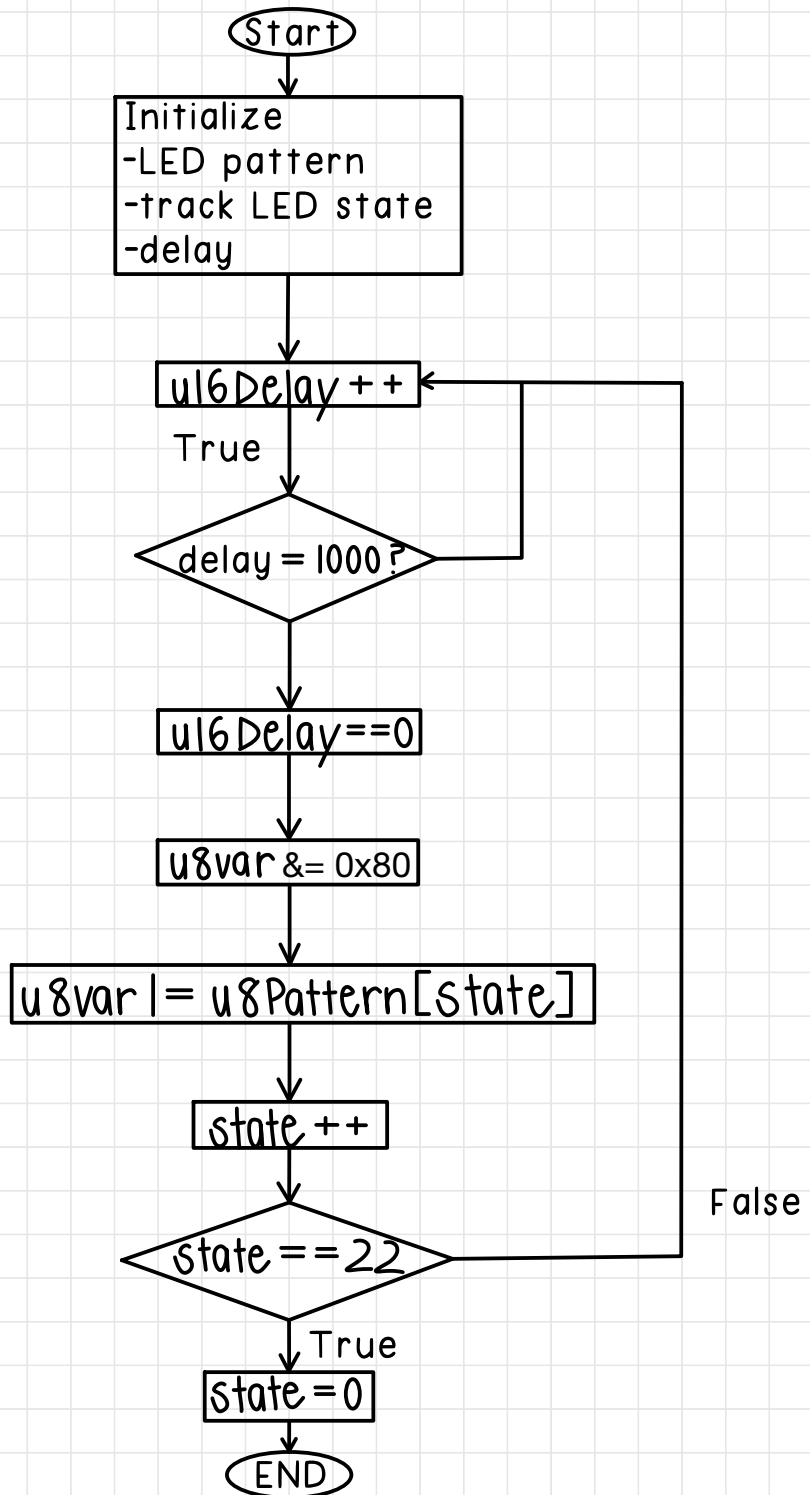 Start
Initialize
-LED pattern
-track LED state
-delay
u16Delay++
True
delay = 1000?
u16Delay==0
u8var &= 0x80
u8var |= u8Pattern[state]
state ++
False
state == 22
True
state = 0
END